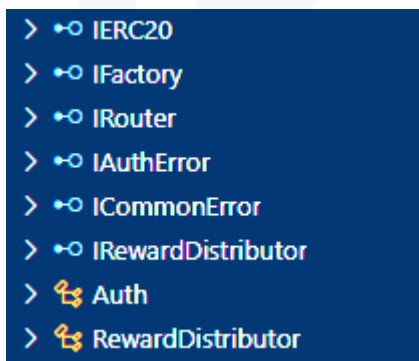 IERC20
IFactory
IRouter
IAuthError
ICommonError
IRewardDistributor
Auth
RewardDistributor